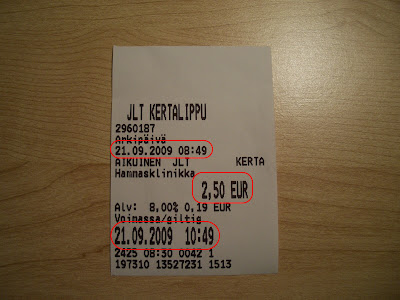 JLT KERTALIPPU
2960187
Arkipäivä
21.09.2009 08:49
AIKUINEN JLT KERTA
Hammasklinikka
2,50 EUR
Alv: 8,00% 0,19 EUR
Voimassa/giltig
21.09.2009 10:49
2425 08:30 0042 1
197310 13527231 1513